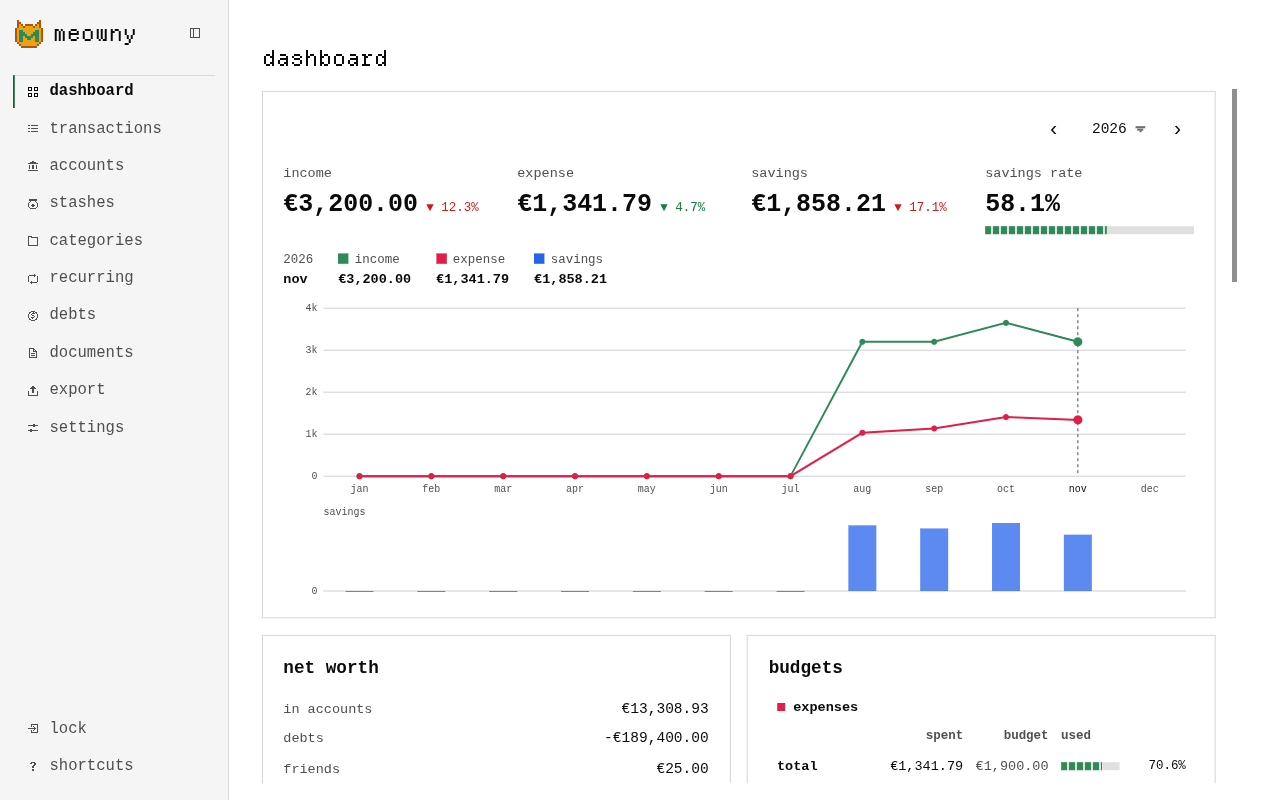 meowny
dashboard
transactions
accounts
stashes
categories
recurring
debts
documents
export
settings
lock
? shortcuts
dashboard
‹ 2026 ›
income expense savings savings rate
€3,200.00 ▼ 12.3% €1,341.79 ▼ 4.7% €1,858.21 ▼ 17.1% 58.1%
2026 income expense savings
nov €3,200.00 €1,341.79 €1,858.21
4k
3k
2k
1k
0
jan feb mar apr may jun jul aug sep oct nov dec
savings
0
net worth
in accounts €13,308.93
debts -€189,400.00
friends €25.00
budgets
expenses
spent budget used
total €1,341.79 €1,900.00 70.6%